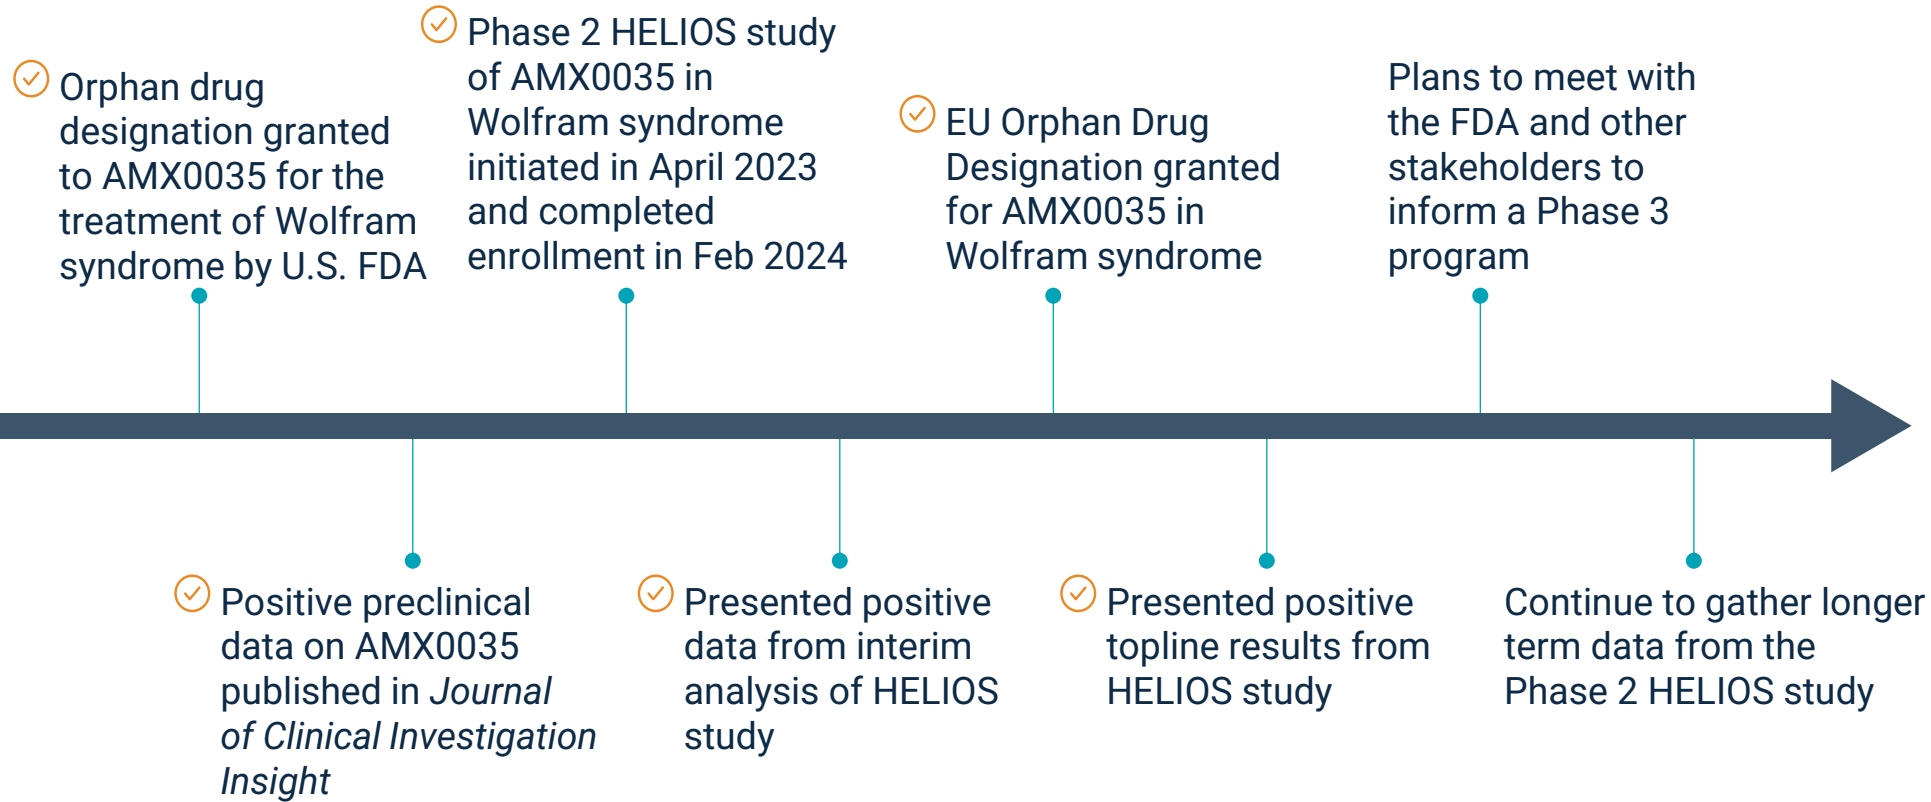 Orphan drug
designation granted
to AMX0035 for the
treatment of Wolfram
syndrome by U.S. FDA
Phase 2 HELIOS study
of AMX0035 in
Wolfram syndrome
initiated in April 2023
and completed
enrollment in Feb 2024
EU Orphan Drug
Designation granted
for AMX0035 in
Wolfram syndrome
Plans to meet with
the FDA and other
stakeholders to
inform a Phase 3
program
Positive preclinical
data on AMX0035
published in Journal
of Clinical Investigation
Insight
Presented positive
data from interim
analysis of HELIOS
study
Presented positive
topline results from
HELIOS study
Continue to gather longer
term data from the
Phase 2 HELIOS study